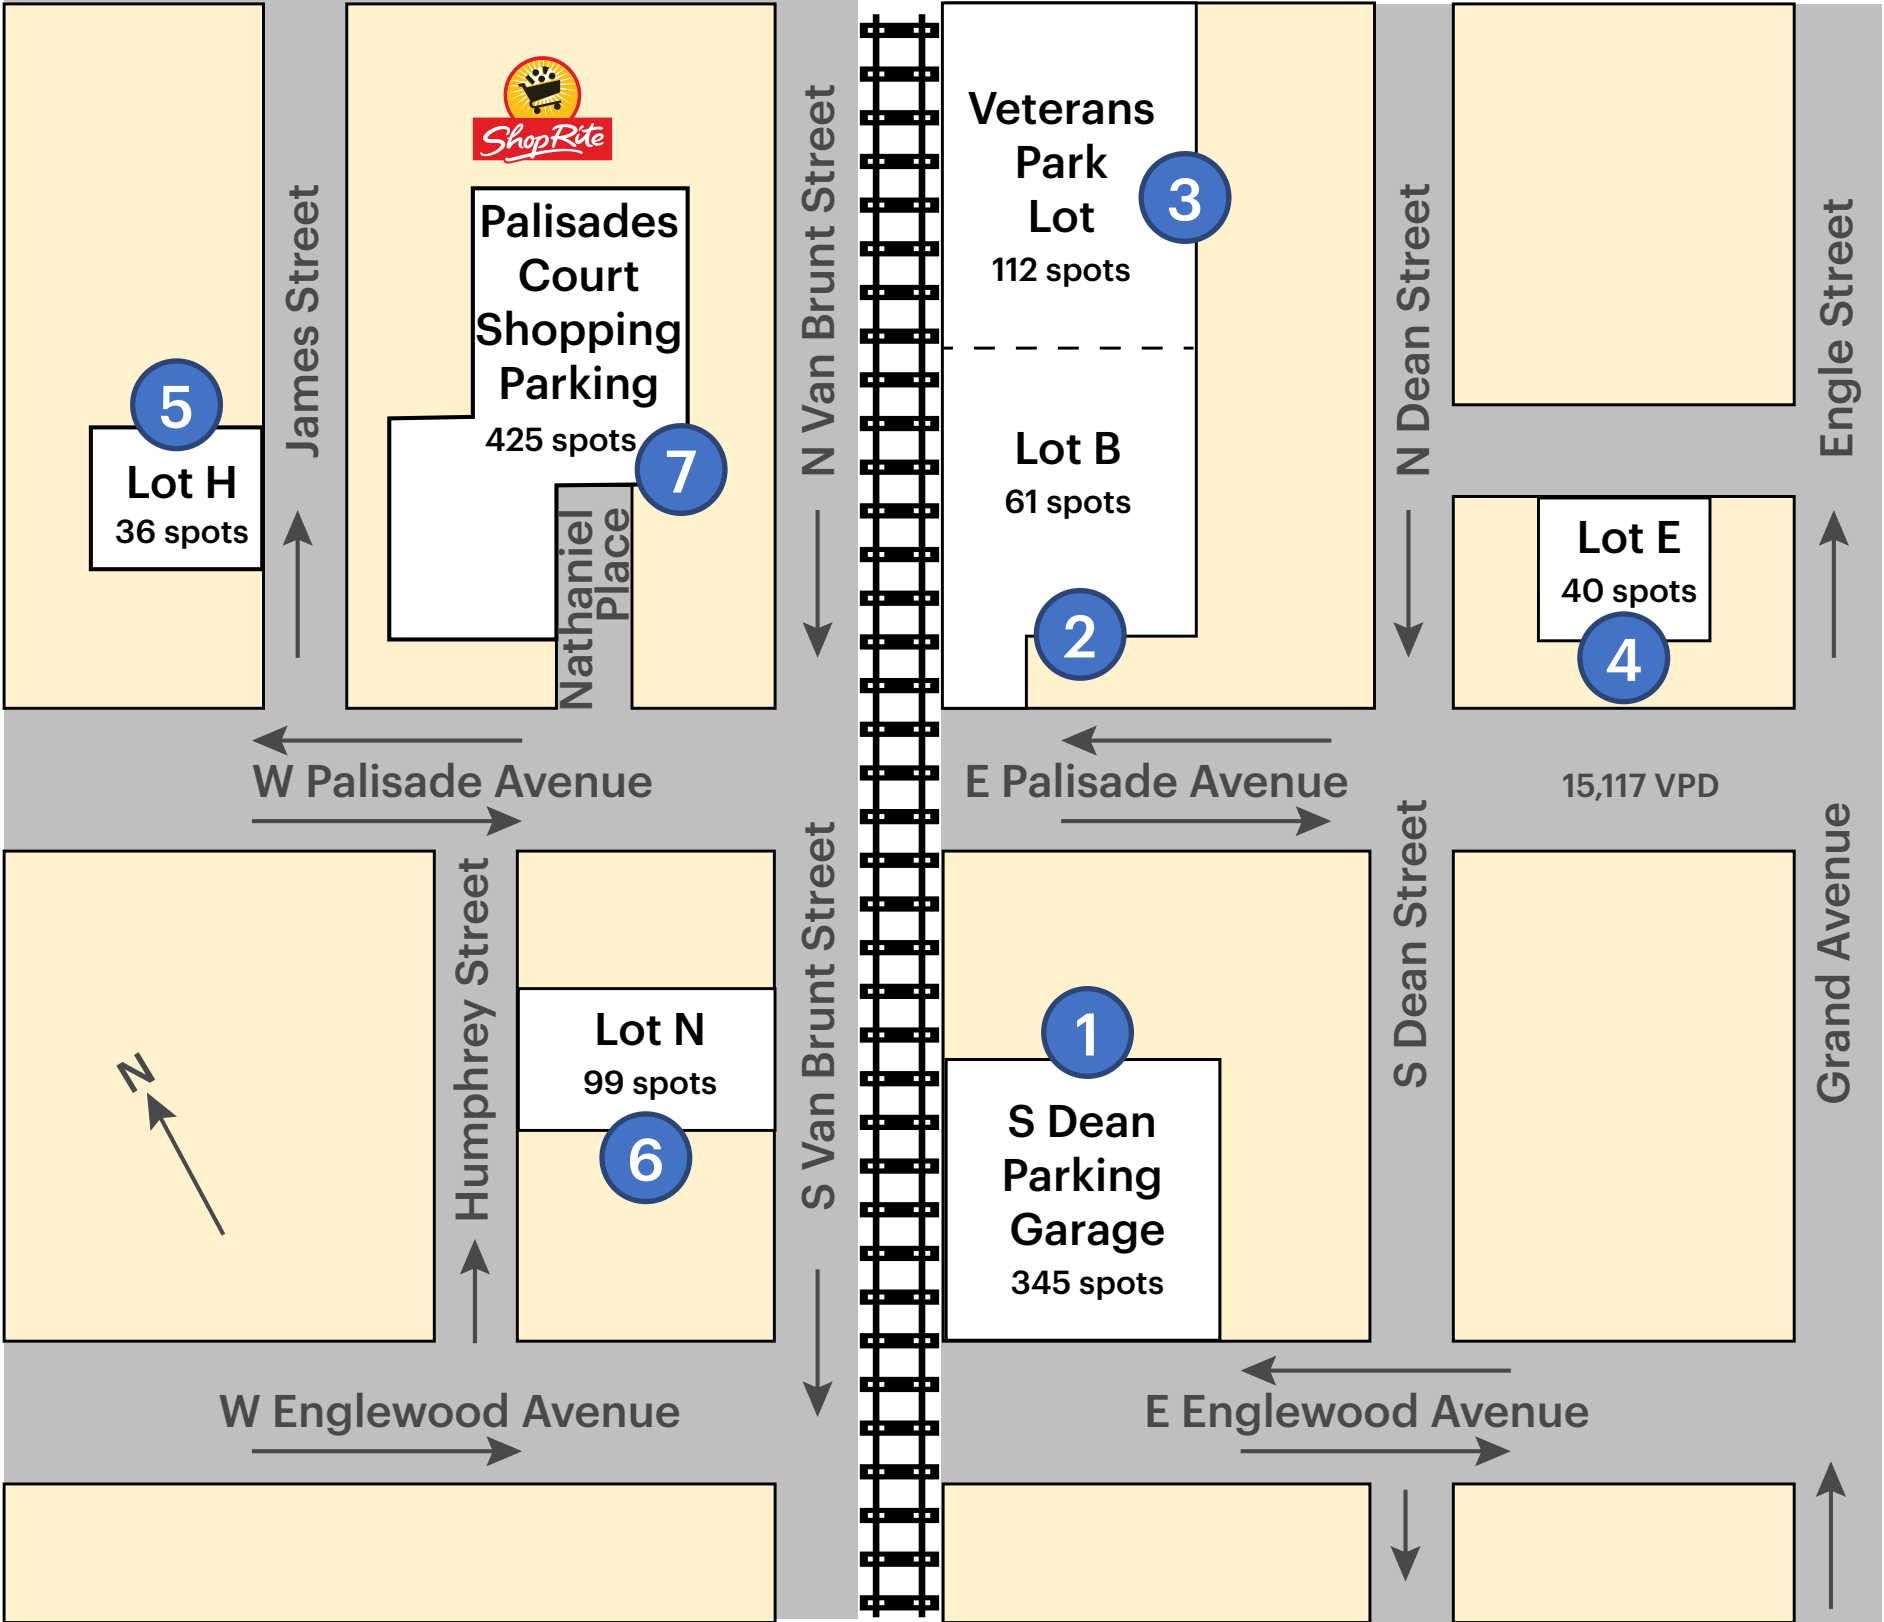 ShopRite
Palisades
Court
Shopping
Parking
425 spots
7
5
Lot H
36 spots
James Street
Nathaniel
Place
N Van Brunt Street
Veterans
Park
Lot
112 spots
3
Lot B
61 spots
2
N Dean Street
Engle Street
Lot E
40 spots
4
W Palisade Avenue
E Palisade Avenue
15,117 VPD
Humphrey Street
S Van Brunt Street
S Dean Street
Grand Avenue
N
Lot N
99 spots
6
1
S Dean
Parking
Garage
345 spots
W Englewood Avenue
E Englewood Avenue